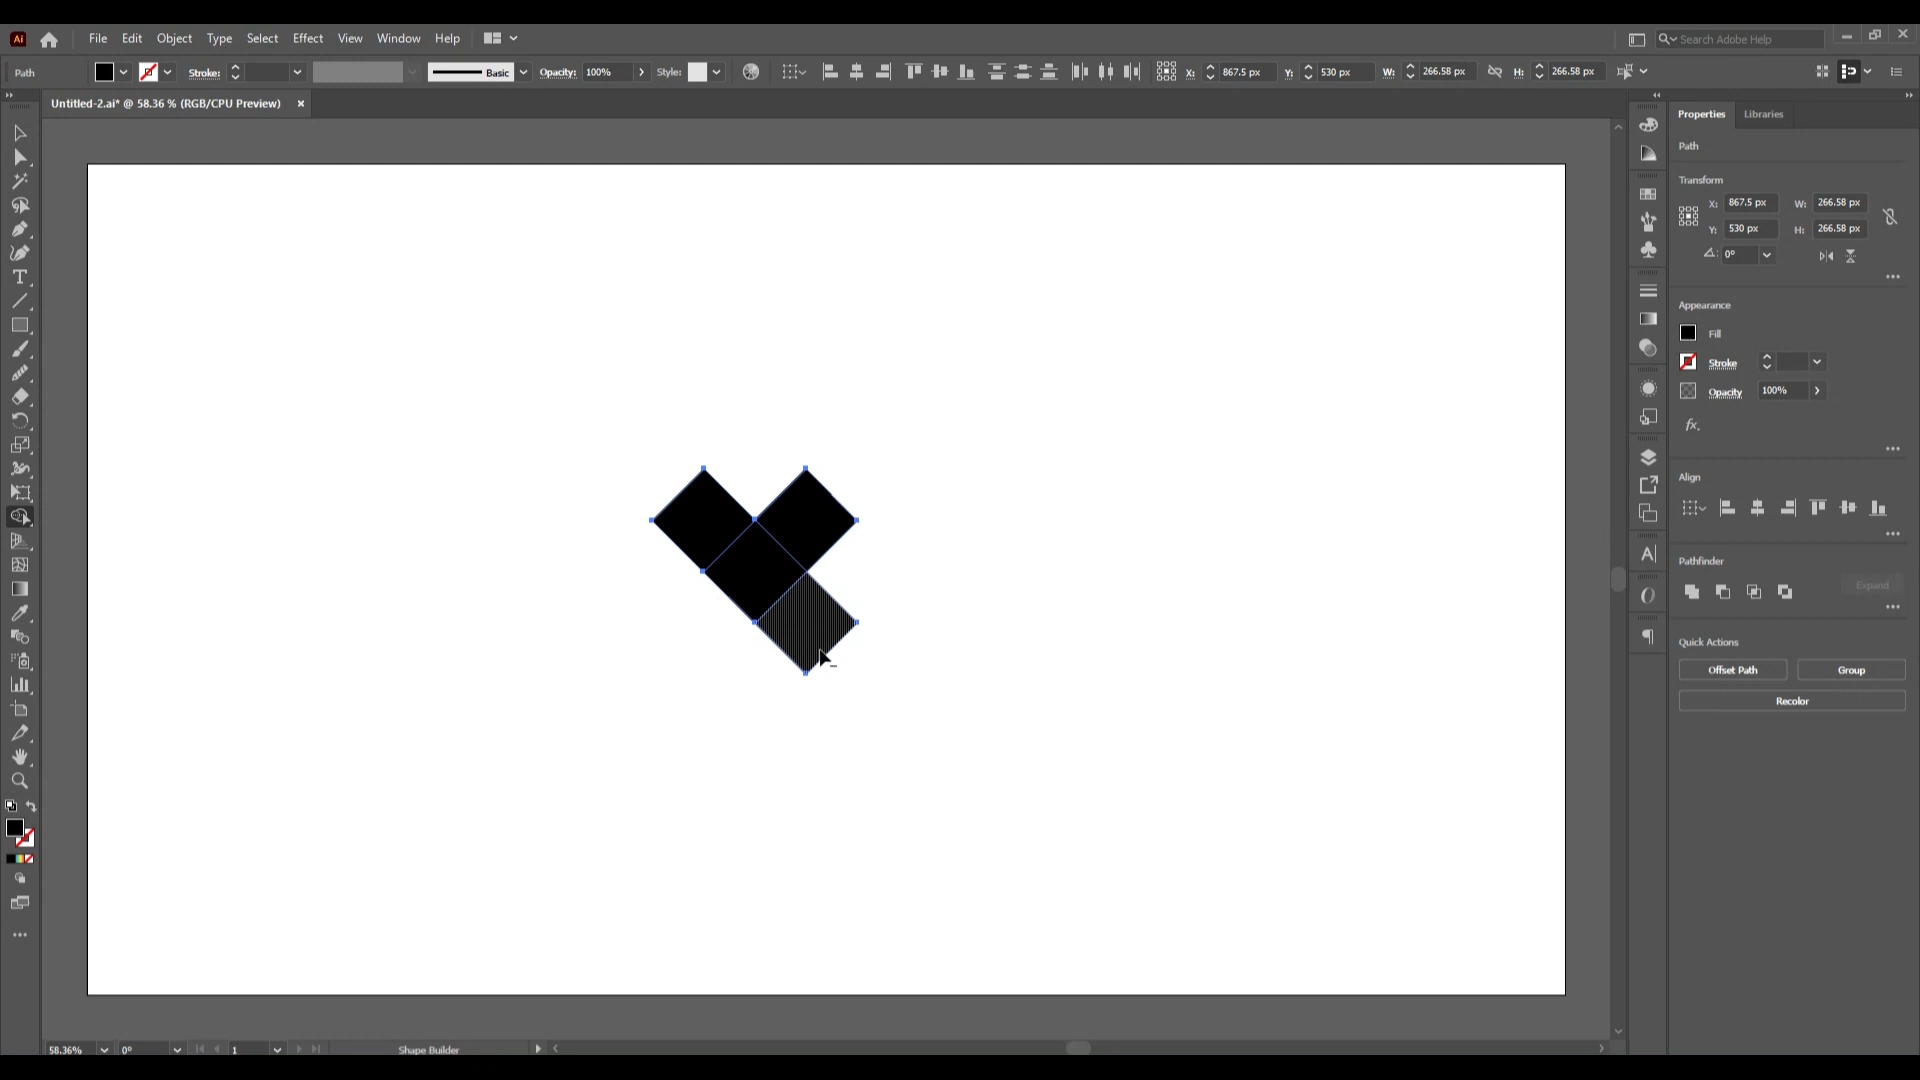 Ai File Edit Object Type Select Effect View Window Help Search Adobe Help
Path Stroke: Basic Opacity: 100% Style: X: 867.5 px Y: 530 px W: 266.58 px H: 266.58 px
Untitled-2.ai* @ 58.36 % (RGB/CPU Preview) ×
Properties Libraries
Path
Transform
X: 867.5 px W: 266.58 px
Y: 530 px H: 266.58 px
0°
Appearance
Fill
Stroke
Opacity 100%
fx.
Align
Pathfinder
Expand
Quick Actions
Offset Path Group
Recolor
58.36% 0° 1 Shape Builder